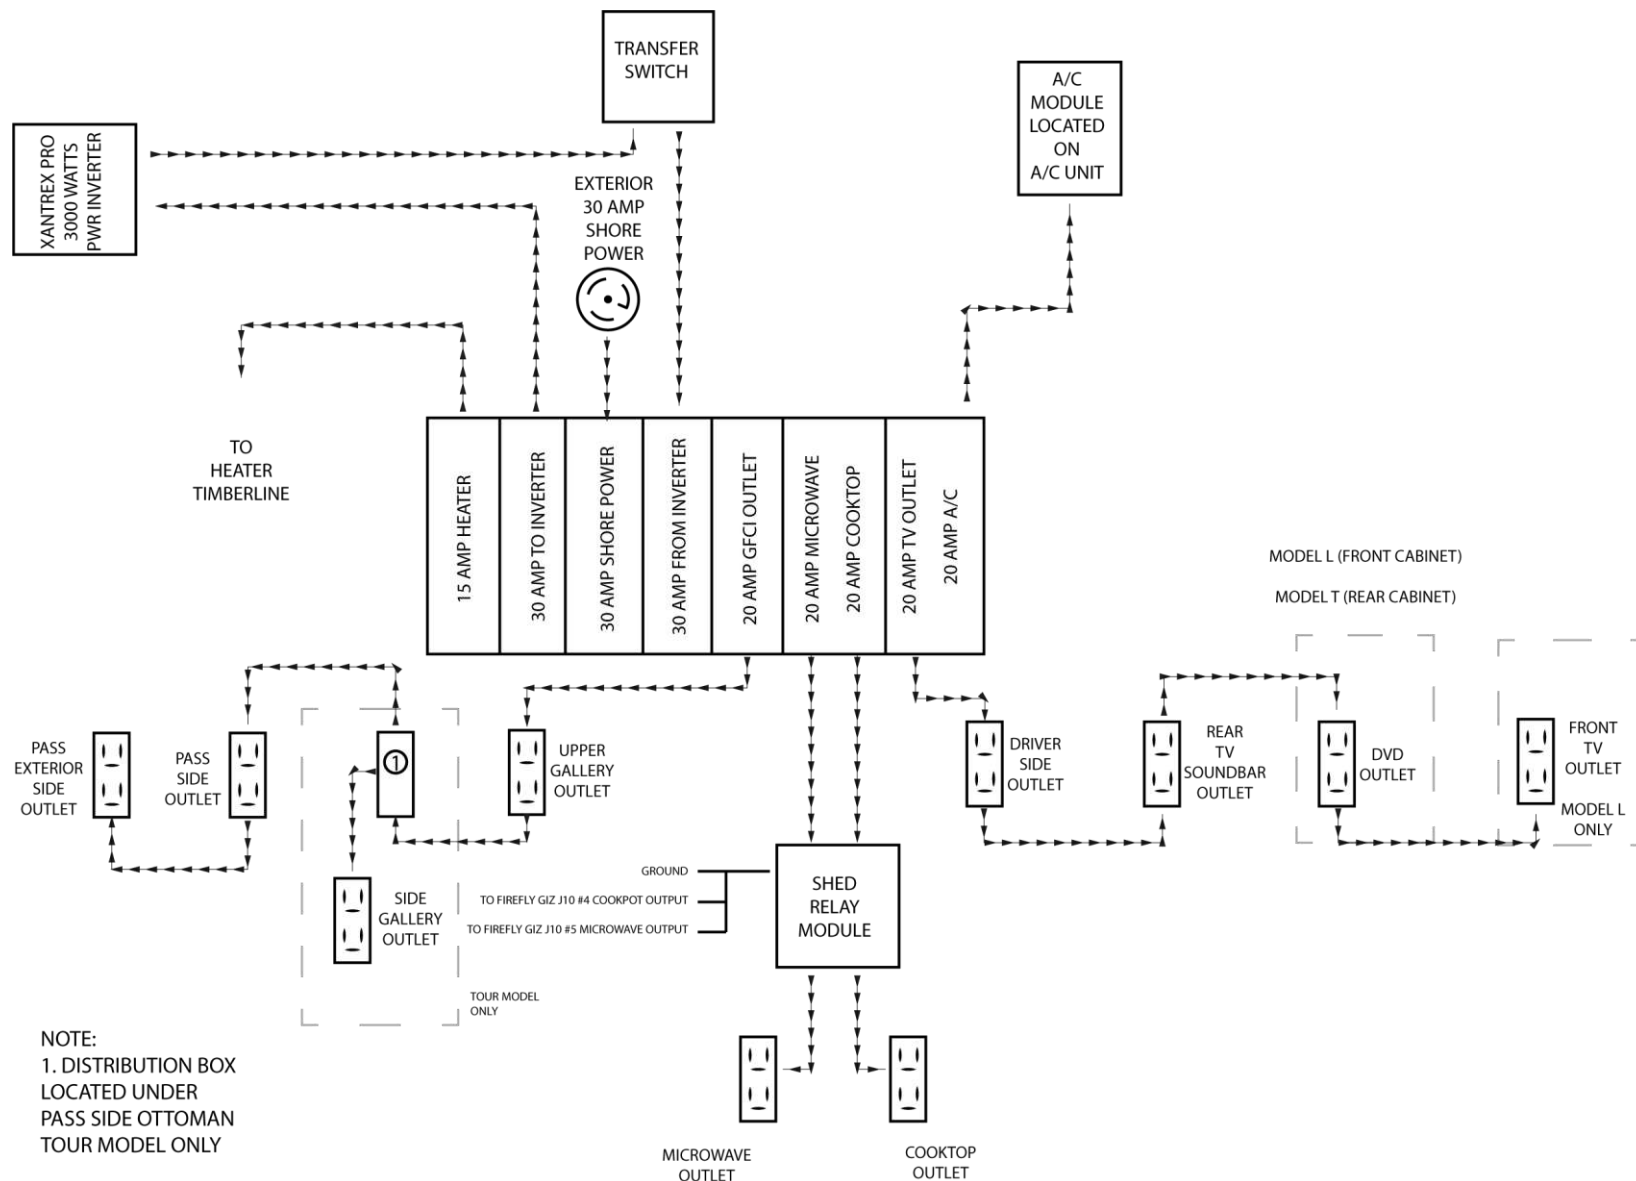 TRANSFER
SWITCH
A/C
MODULE
LOCATED
ON
A/C UNIT
XANTREX PRO
3000 WATTS
PWR INVERTER
EXTERIOR
30 AMP
SHORE
POWER
TO
HEATER
TIMBERLINE
15 AMP HEATER
30 AMP TO INVERTER
30 AMP SHORE POWER
30 AMP FROM INVERTER
20 AMP GFCI OUTLET
20 AMP MICROWAVE
20 AMP COOKTOP
20 AMP TV OUTLET
20 AMP A/C
MODEL L (FRONT CABINET)
MODEL T (REAR CABINET)
PASS
EXTERIOR
SIDE
OUTLET
PASS
SIDE
OUTLET
1
UPPER
GALLERY
OUTLET
DRIVER
SIDE
OUTLET
REAR
TV
SOUNDBAR
OUTLET
DVD
OUTLET
FRONT
TV
OUTLET
MODEL L
ONLY
SIDE
GALLERY
OUTLET
TOUR MODEL
ONLY
GROUND
TO FIREFLY GIZ J10 #4 COOKPOT OUTPUT
TO FIREFLY GIZ J10 #5 MICROWAVE OUTPUT
SHED
RELAY
MODULE
NOTE:
1. DISTRIBUTION BOX
LOCATED UNDER
PASS SIDE OTTOMAN
TOUR MODEL ONLY
MICROWAVE
OUTLET
COOKTOP
OUTLET